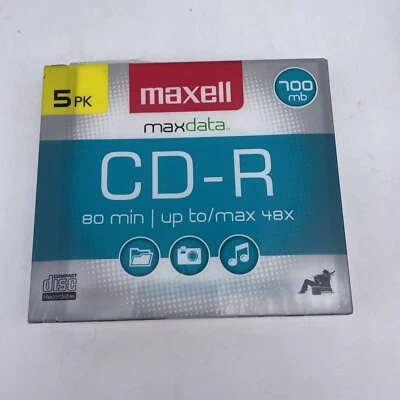 5 PK
maxell
700
mb
maxdata
CD-R
80 min | up to/max 48X
COMPACT
disc
Recordable